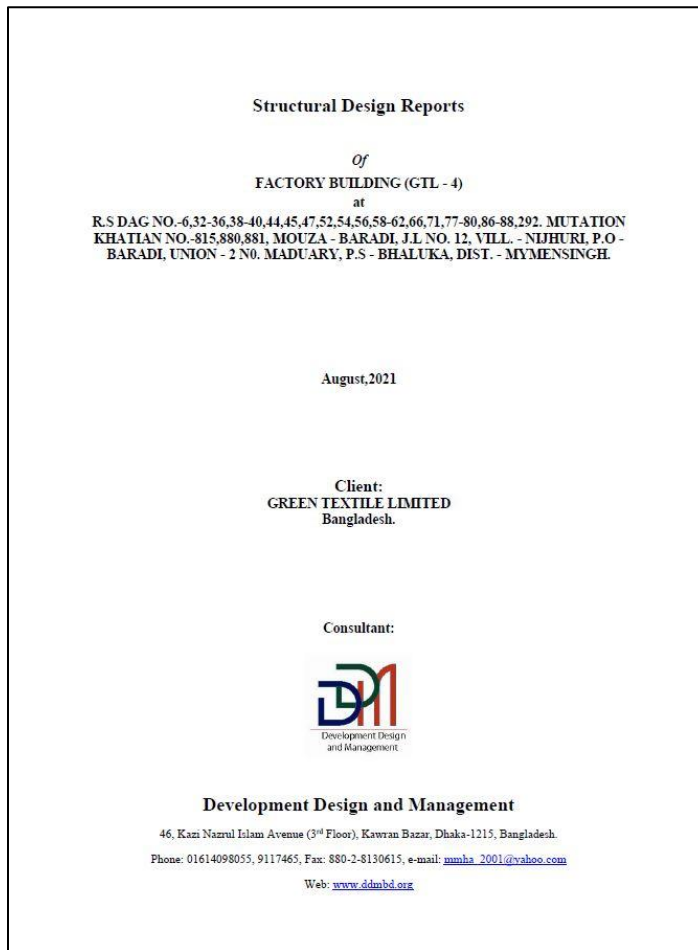 Structural Design Reports
Of
FACTORY BUILDING (GTL - 4)
at
R.S DAG NO.-6,32-36,38-40,44,45,47,52,54,56,58-62,66,71,77-80,86-88,292. MUTATION
KHATIAN NO.-815,880,881, MOUZA - BARADI, J.L NO. 12, VILL. - NIJHURI, P.O -
BARADI, UNION - 2 N0. MADUARY, P.S - BHALUKA, DIST. - MYMENSINGH.
August,2021
Client:
GREEN TEXTILE LIMITED
Bangladesh.
Consultant:
DDM
Development Design
and Management
Development Design and Management
46, Kazi Nazrul Islam Avenue (3rd Floor), Kawran Bazar, Dhaka-1215, Bangladesh.
Phone: 01614098055, 9117465, Fax: 880-2-8130615, e-mail: mmha_2001@yahoo.com
Web: www.ddmbd.org